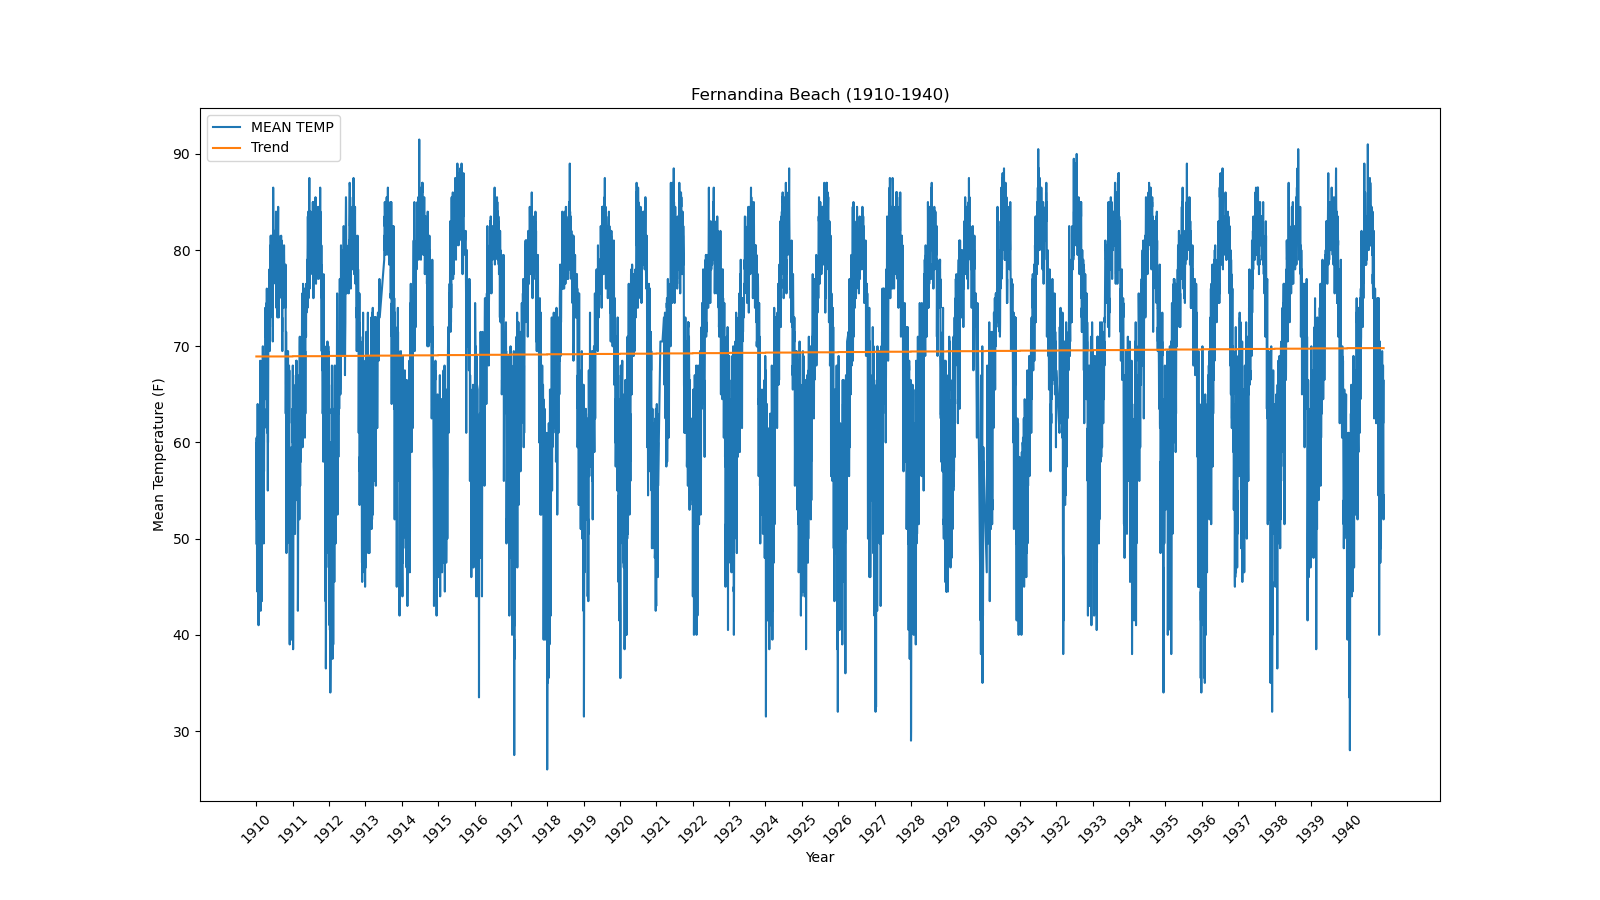 Fernandina Beach (1910-1940)
MEAN TEMP
Trend
90
80
70
60
50
40
30
Mean Temperature (F)
1910 1911 1912 1913 1914 1915 1916 1917 1918 1919 1920 1921 1922 1923 1924 1925 1926 1927 1928 1929 1930 1931 1932 1933 1934 1935 1936 1937 1938 1939 1940
Year